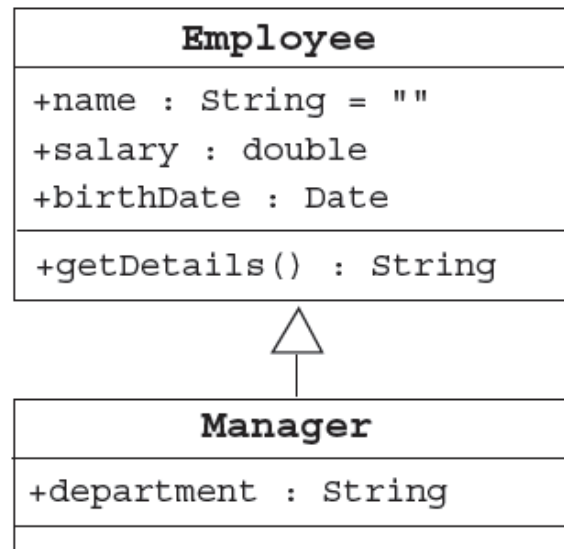 Employee
+name : String = ""
+salary : double
+birthDate : Date
+getDetails() : String
Manager
+department : String